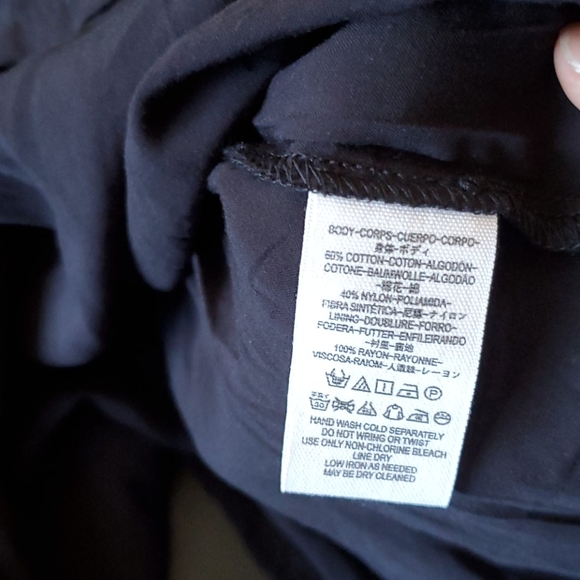 BODY-CORPS-CUERPO-CORPO-
身体-ボディ
60% COTTON-COTON-ALGODÓN-
COTONE-BAUMWOLLE-ALGODÃO
-棉花-綿
40% NYLON-POLIAMIDA-
FIBRA SINTÉTICA-尼龍-ナイロン
LINING-DOUBLURE-FORRO-
FODERA-FUTTER-ENFILEIRANDO
-衬里-裏地
100% RAYON-RAYONNE-
VISCOSA-RAIOM-人造絲-レーヨン
HAND WASH COLD SEPARATELY
DO NOT WRING OR TWIST
USE ONLY NON-CHLORINE BLEACH
LINE DRY
LOW IRON AS NEEDED
MAY BE DRY CLEANED